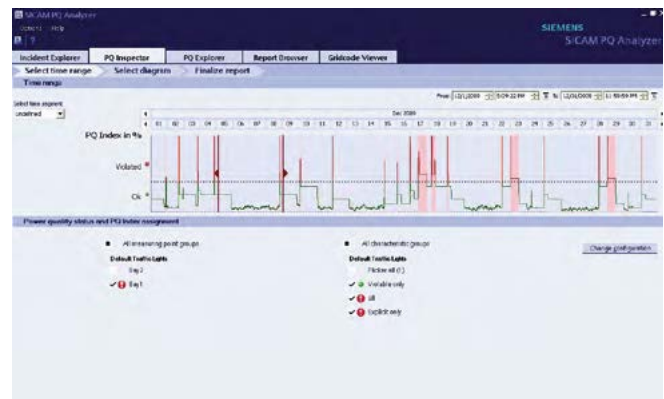 SICAM PQ Analyzer
Help
SIEMENS
SICAM PQ Analyzer
Incident Explorer PQ Inspector PQ Explorer Report Browser Gridcode Viewer
Select time range Select diagram Finalize report
Time range
From
Select time segment
undefined
Dec 2009
01 02 03 04 05 06 07 08 09 10 11 12 13 14 15 16 17 18 19 20 21 22 23 24 25 26 27 28 29 30 31
PQ Index in %
Violated
Ok
Power quality status and PQ Index assignment
All measuring point groups
All characteristic groups
Change configuration
Default Traffic Lights
Default Traffic Lights
Bay 2
Bay 1
Variable only
All
Explicit only